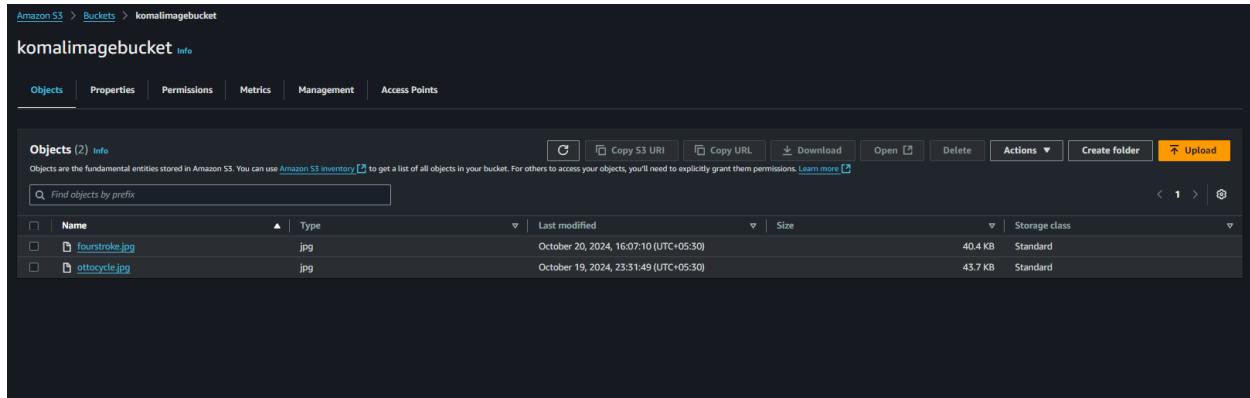 Amazon S3 > Buckets > komalimagebucket
komalimagebucket Info
Objects Properties Permissions Metrics Management Access Points
Objects (2) Info
Copy S3 URI Copy URL Download Open Delete Actions ▼ Create folder Upload
Objects are the fundamental entities stored in Amazon S3. You can use Amazon S3 inventory to get a list of all objects in your bucket. For others to access your objects, you'll need to explicitly grant them permissions. Learn more
Find objects by prefix
< 1 >
Name Type Last modified Size Storage class
fourstroke.jpg jpg October 20, 2024, 16:07:10 (UTC+05:30) 40.4 KB Standard
ottocycle.jpg jpg October 19, 2024, 23:31:49 (UTC+05:30) 43.7 KB Standard